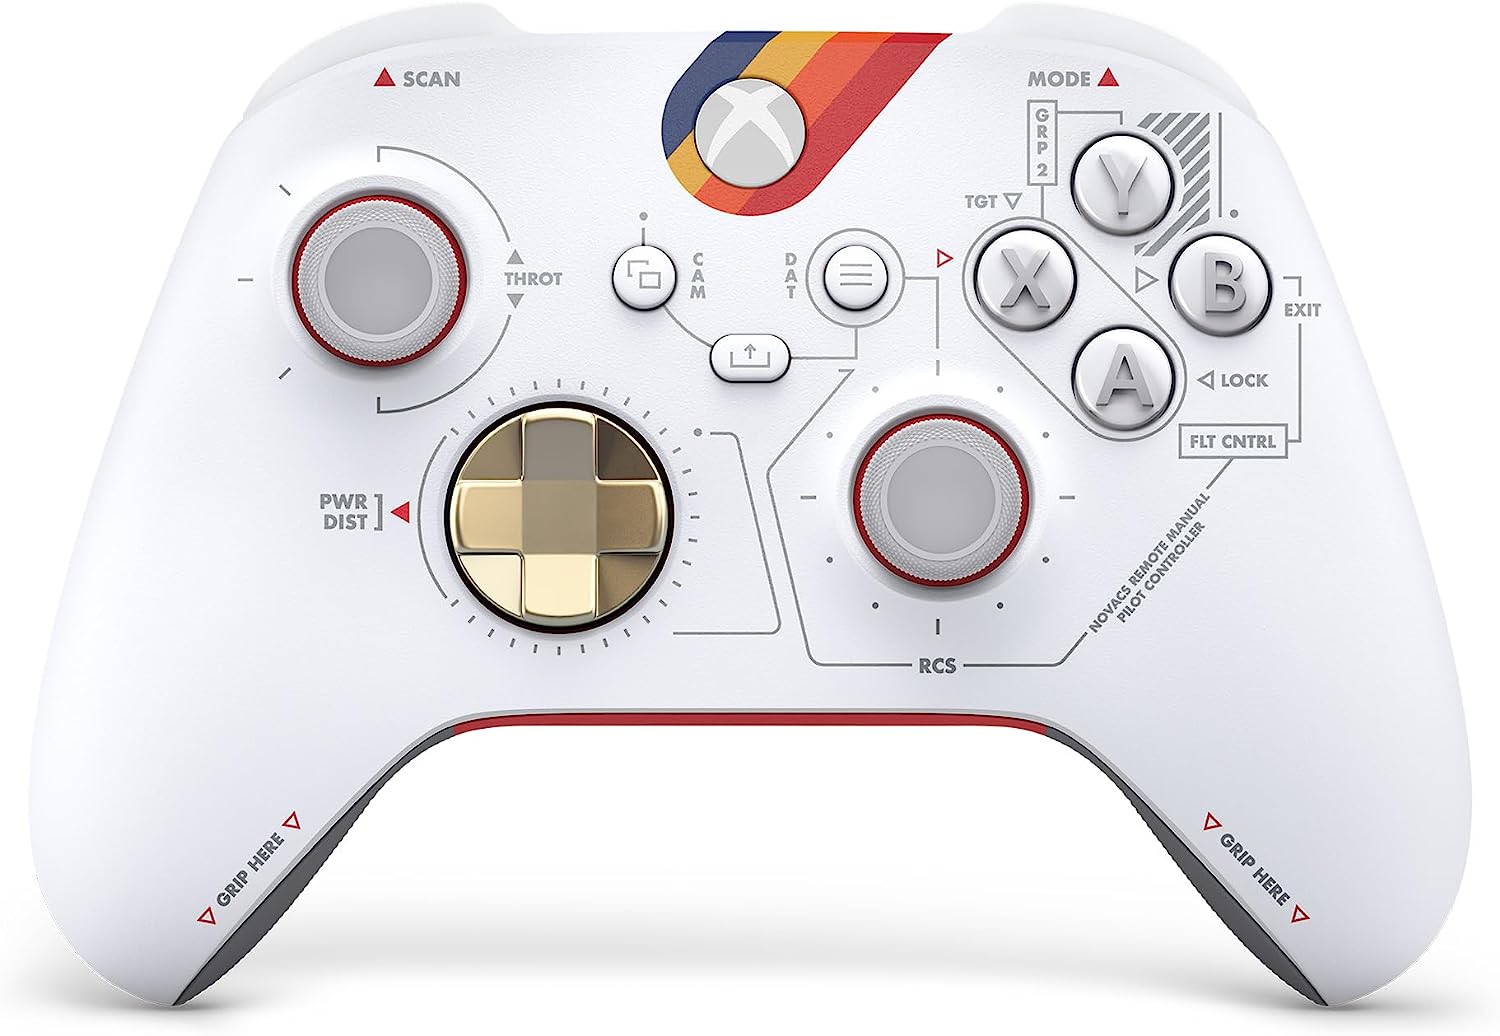 SCAN
MODE
GRP 2
TGT
Y
X
B
A
THROT
CAM
DAT
EXIT
LOCK
FLT CNTRL
PWR
DIST
NOVACS REMOTE MANUAL
PILOT CONTROLLER
RCS
GRIP HERE
GRIP HERE